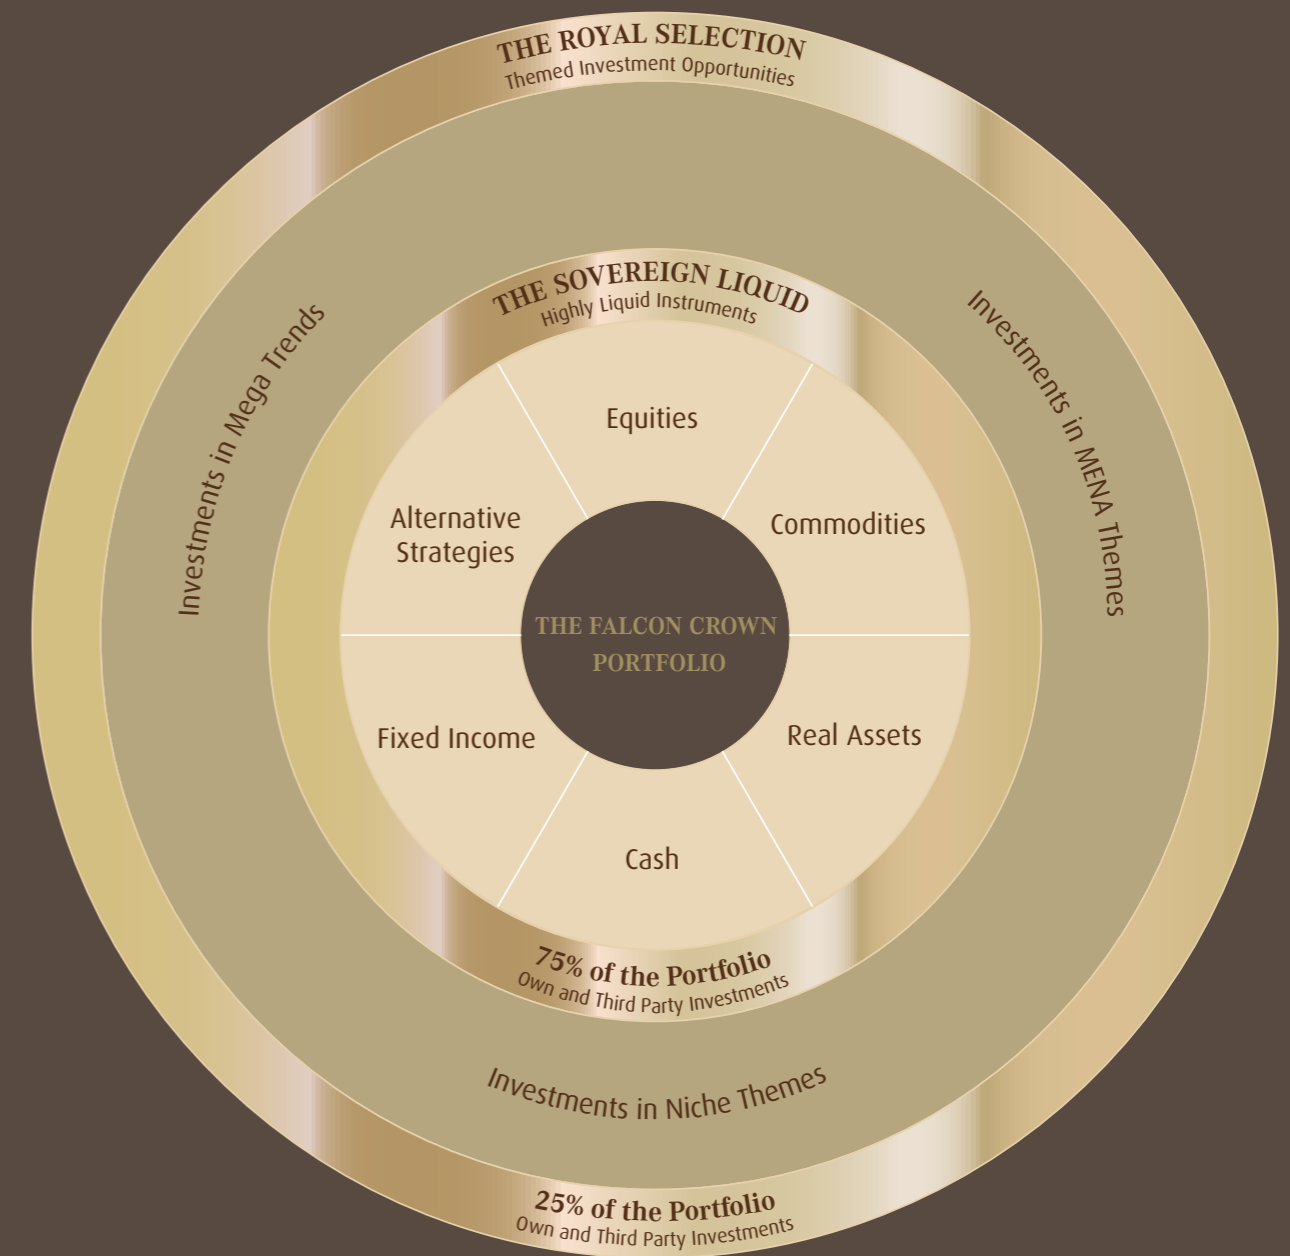 THE ROYAL SELECTION
Themed Investment Opportunities
Investments in Mega Trends
Investments in MENA Themes
THE SOVEREIGN LIQUID
Highly Liquid Instruments
Equities
Alternative
Strategies
Commodities
THE FALCON CROWN
PORTFOLIO
Fixed Income
Real Assets
Cash
75% of the Portfolio
Own and Third Party Investments
Investments in Niche Themes
25% of the Portfolio
Own and Third Party Investments